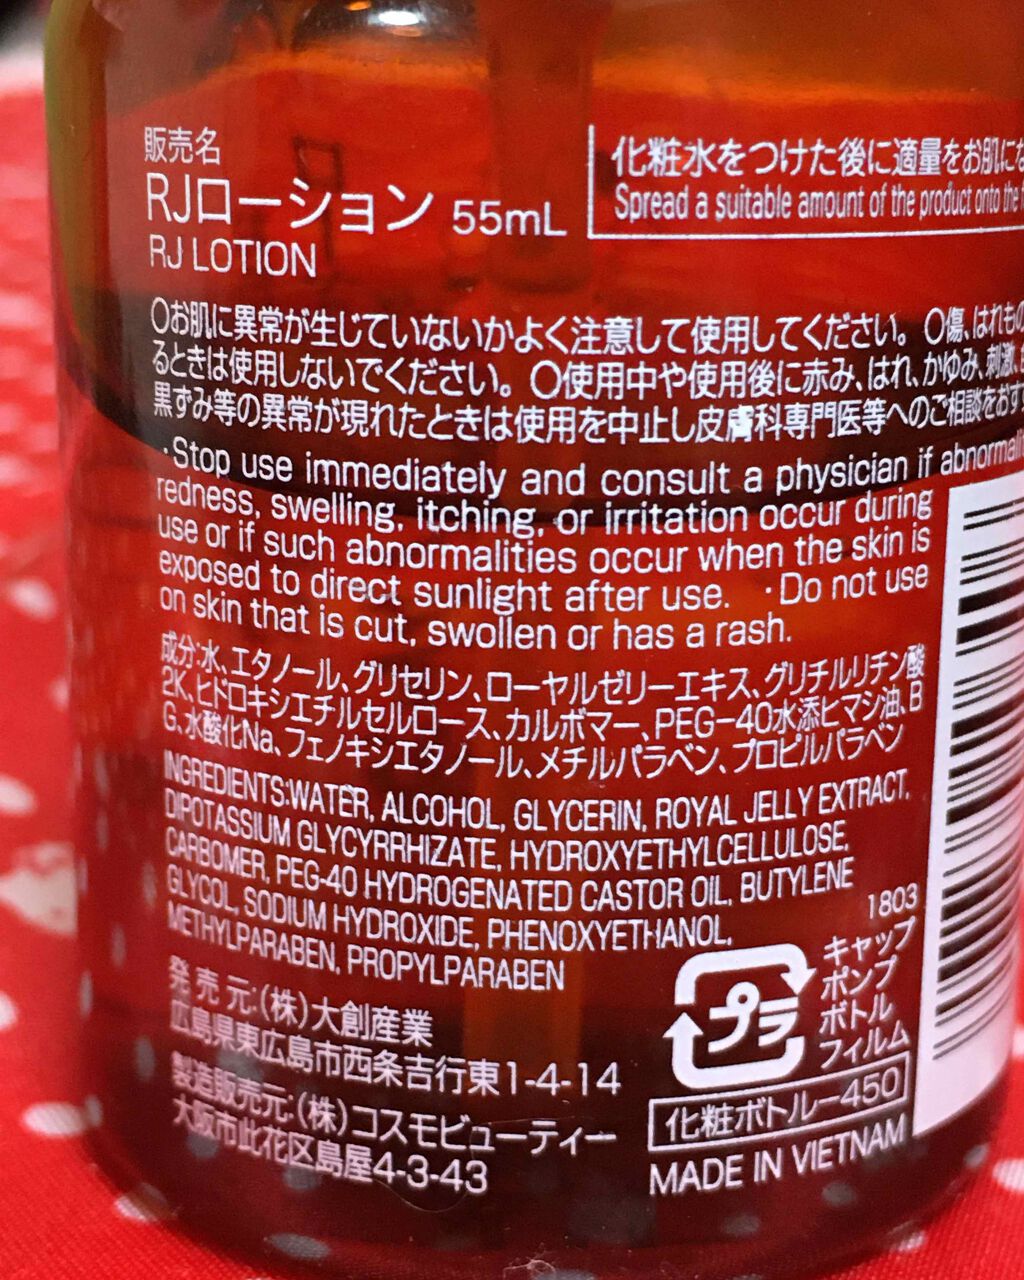 販売名
RJローション 55mL
RJ LOTION
化粧水をつけた後に適量をお肌にな
Spread a suitable amount of the product onto the
〇お肌に異常が生じていないかよく注意して使用してください。〇傷、はれもの
るときは使用しないでください。〇使用中や使用後に赤み、はれ、かゆみ、刺激、
黒ずみ等の異常が現れたときは使用を中止し皮膚科専門医等へのご相談をおす
・Stop use immediately and consult a physician if
redness, swelling, itching, or irritation occur during
use or if such abnormalities occur when the skin is
exposed to direct sunlight after use. ・Do not use
on skin that is cut, swollen or has a rash.
成分:水、エタノール、グリセリン、ローヤルゼリーエキス、グリチルリチン酸
2K、ヒドロキシエチルセルロース、カルボマー、PEG-40水添ヒマシ油、B
G、水酸化Na、フェノキシエタノール、メチルパラベン、プロピルパラベン
INGREDIENTS:WATER, ALCOHOL, GLYCERIN, ROYAL JELLY EXTRACT,
DIPOTASSIUM GLYCYRRHIZATE, HYDROXYETHYLCELLULOSE,
CARBOMER, PEG-40 HYDROGENATED CASTOR OIL, BUTYLENE
GLYCOL, SODIUM HYDROXIDE, PHENOXYETHANOL,
METHYLPARABEN, PROPYLPARABEN
1803
発売元:(株)大創産業
広島県東広島市西条吉行東1-4-14
製造販売元:(株)コスモビューティー
大阪市此花区島屋4-3-43
プラ
キャップ
ポンプ
ボトル
フィルム
化粧ボトルー450
MADE IN VIETNAM